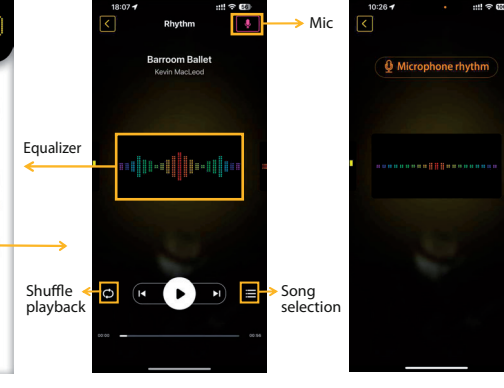 18:07
Rhythm
Mic
Barroom Ballet
Kevin MacLeod
Equalizer
Shuffle
playback
Song
selection
00:00
00:56
10:26
Microphone rhythm